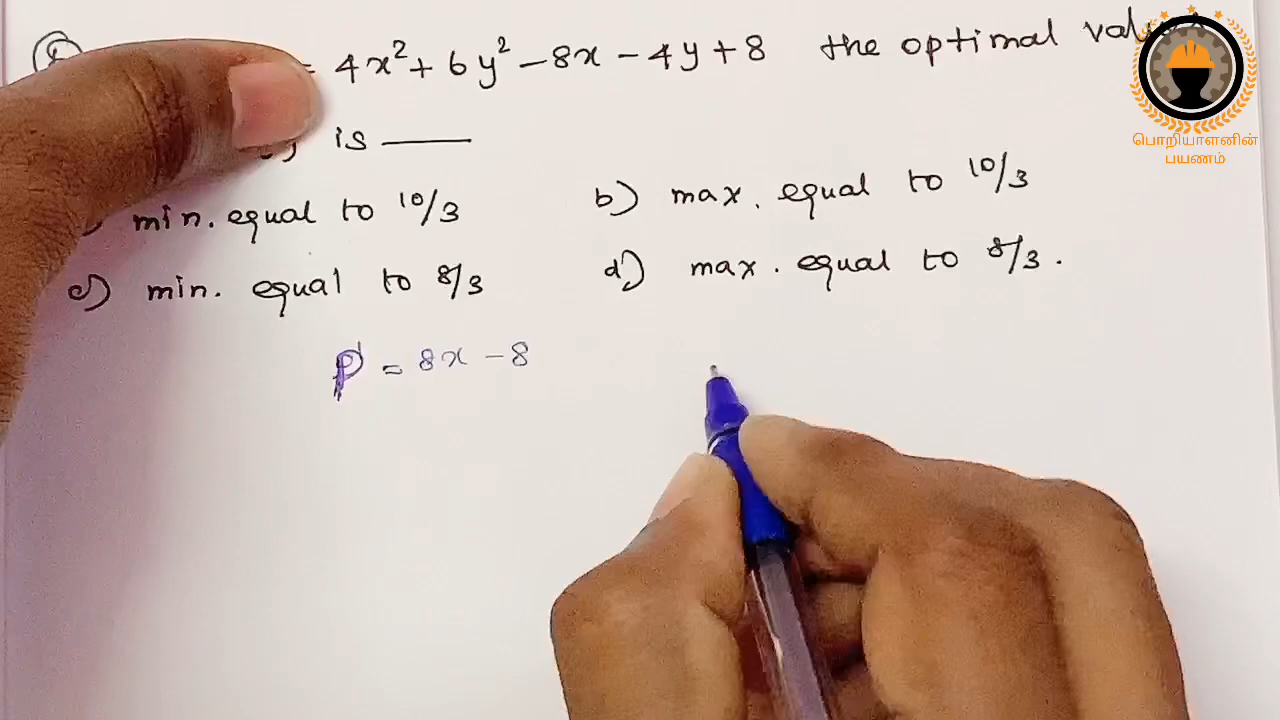 = 4x² + 6y² - 8x - 4y + 8 the optimal
is ____
min. equal to 10/3 b) max. equal to 10/3
c) min. equal to 8/3 d) max. equal to 8/3.
P' = 8x - 8
பொறியாளனின்
பயணம்